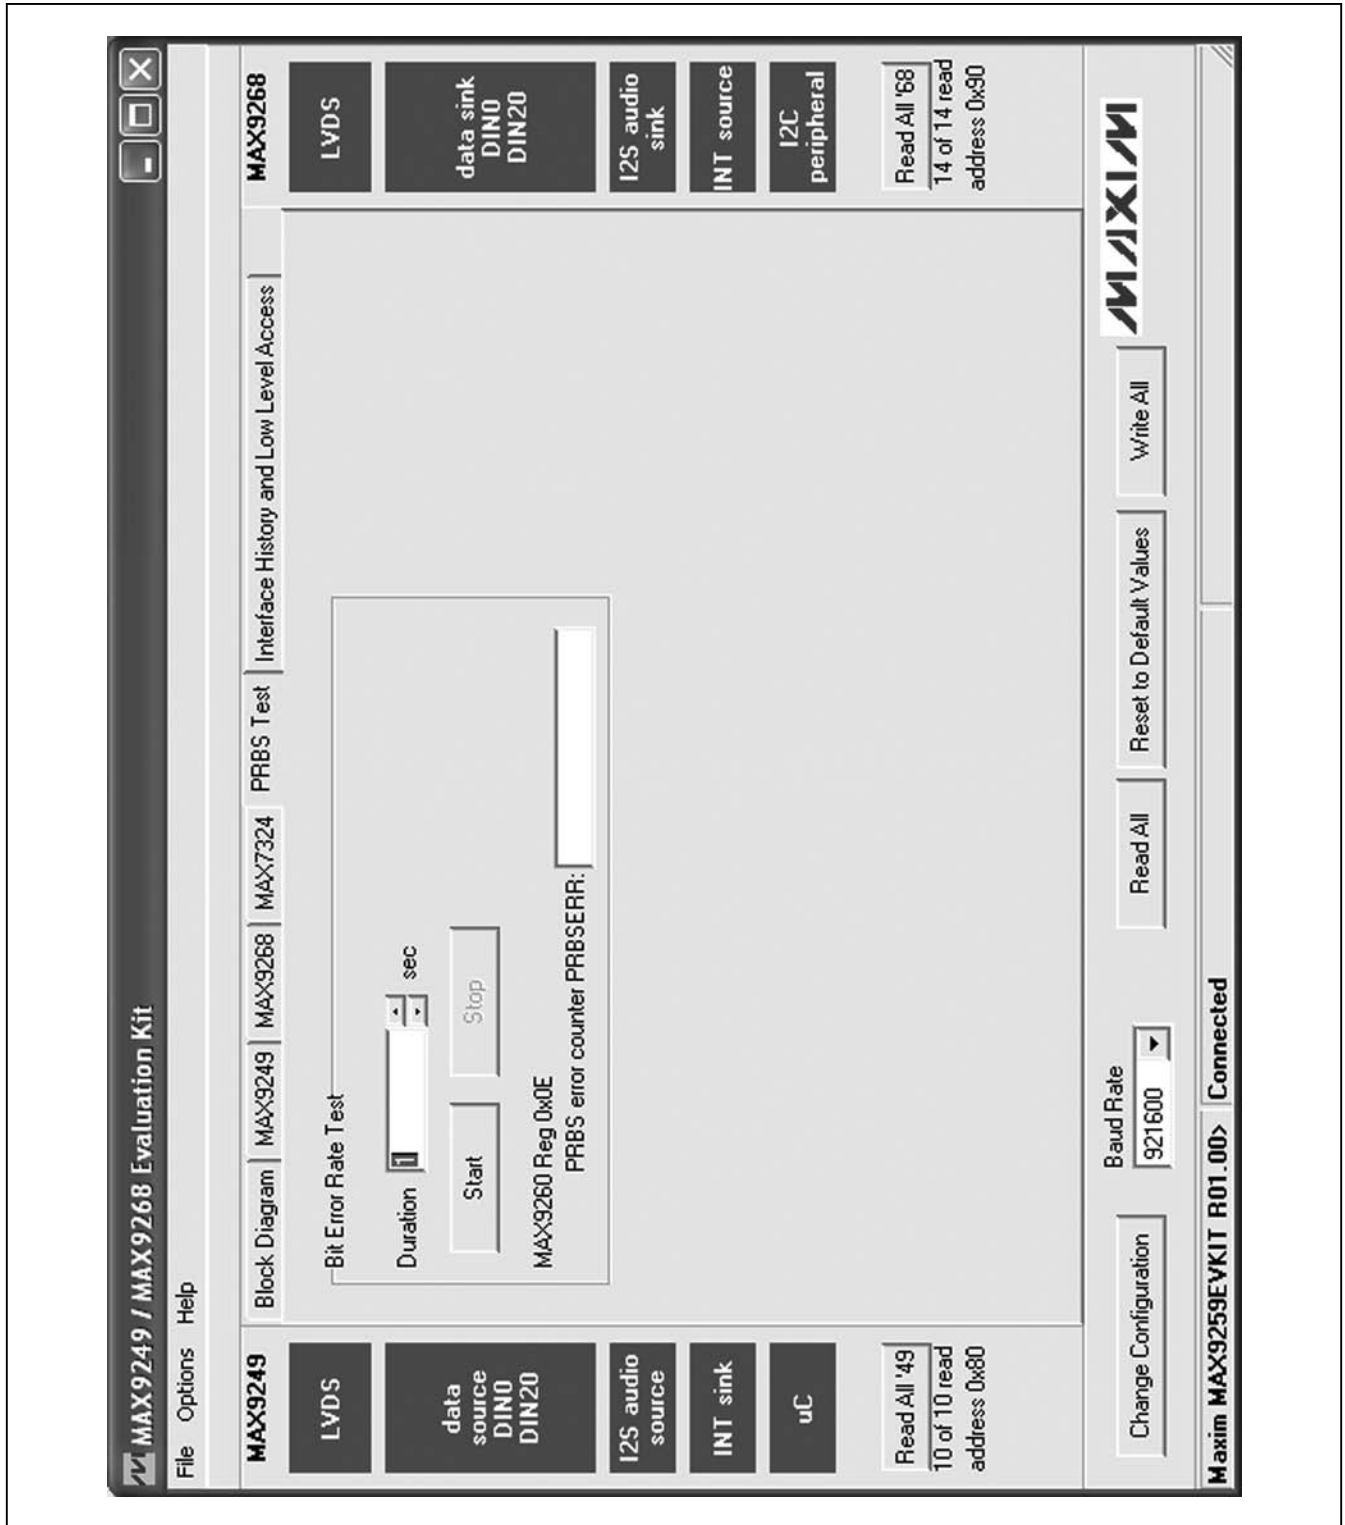 MAX9249 / MAX9268 Evaluation Kit
File Options Help
MAX9249
LVDS
data
source
DIN0
DIN20
I2S audio
source
INT sink
uC
Read All '49
10 of 10 read
address 0x80
Block Diagram MAX9249 MAX9268 MAX7324 PRBS Test Interface History and Low Level Access
Bit Error Rate Test
Duration 1 sec
Start Stop
MAX9260 Reg 0x0E
PRBS error counter PRBSERR:
MAX9268
LVDS
data sink
DIN0
DIN20
I2S audio
sink
INT source
I2C
peripheral
Read All '68
14 of 14 read
address 0x90
Baud Rate
Change Configuration 921600 Read All Reset to Default Values Write All MAXIM
Maxim MAX9259EVKIT R01.00> Connected